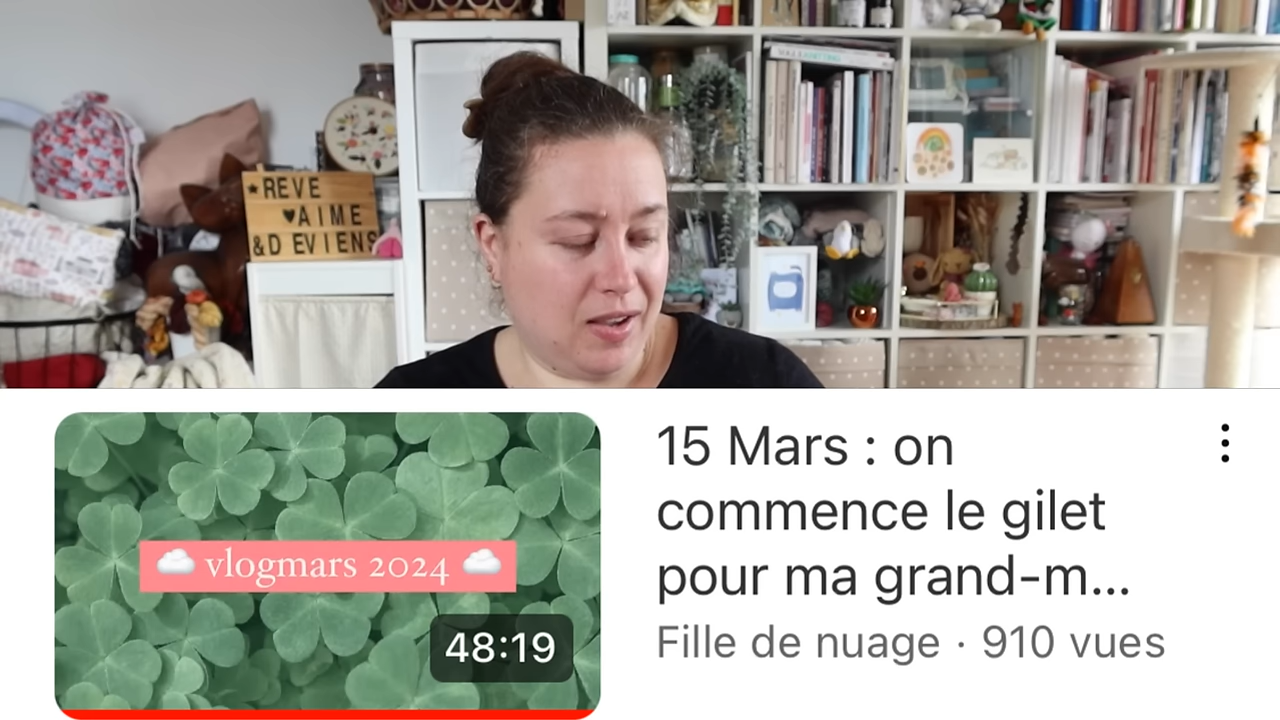 REVE
AIME
& DEVIENS
vlogmars 2024
48:19
15 Mars : on
commence le gilet
pour ma grand-m...
Fille de nuage · 910 vues